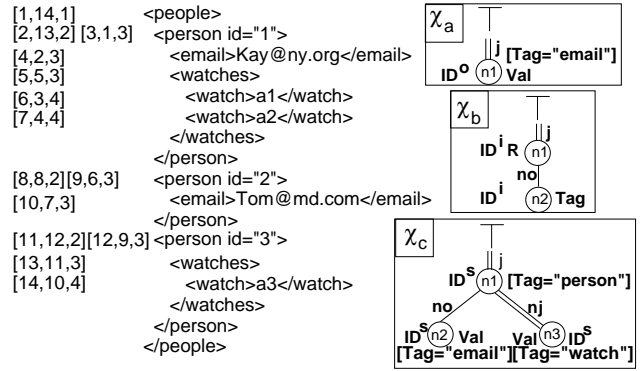 [1,14,1] <people>
[2,13,2] [3,1,3] <person id="1">
[4,2,3] <email>Kay@ny.org</email>
[5,5,3] <watches>
[6,3,4] <watch>a1</watch>
[7,4,4] <watch>a2</watch>
</watches>
</person>
[8,8,2][9,6,3] <person id="2">
[10,7,3] <email>Tom@md.com</email>
</person>
[11,12,2][12,9,3] <person id="3">
[13,11,3] <watches>
[14,10,4] <watch>a3</watch>
</watches>
</person>
</people>
χa
j
[Tag="email"]
IDo n1 Val
χb
j
IDi R n1
no
IDi n2 Tag
χc
j
IDs n1 [Tag="person"]
no nj
IDs n2 Val Val n3 IDs
[Tag="email"][Tag="watch"]